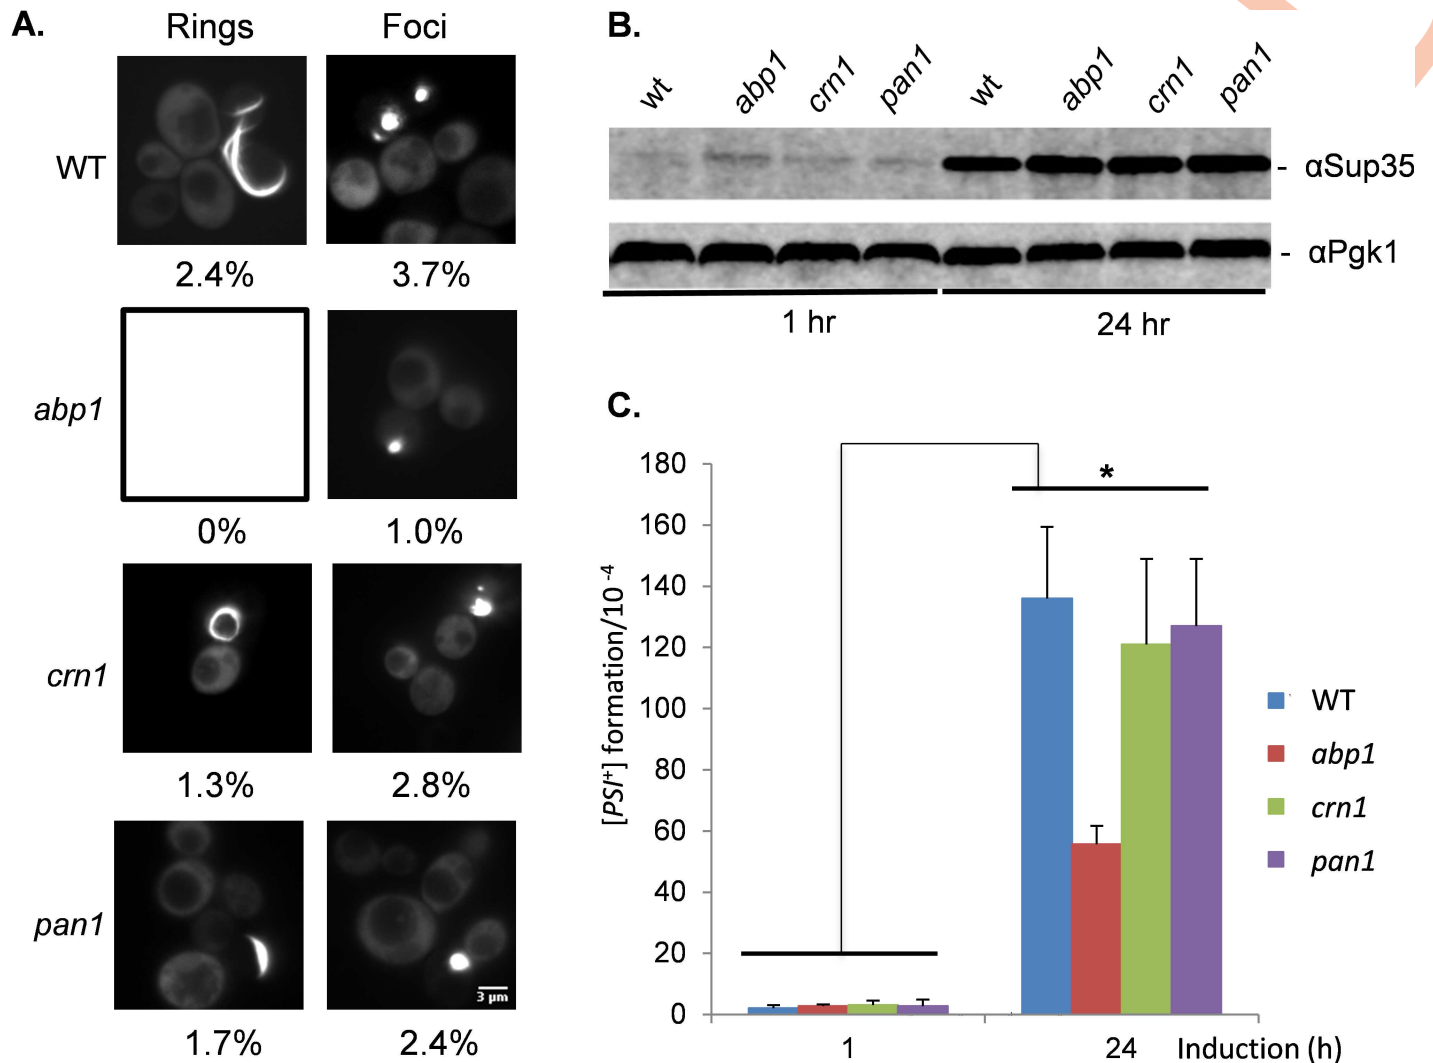 A.
Rings Foci
WT
2.4% 3.7%
abp1
0% 1.0%
crn1
1.3% 2.8%
pan1
3 µm
1.7% 2.4%
B.
wt abp1 crn1 pan1 wt abp1 crn1 pan1
- αSup35
- αPgk1
1 hr 24 hr
C.
[PSI+] formation/10 -4
180
160
140
120
100
80
60
40
20
0
*
WT
abp1
crn1
pan1
1 24 Induction (h)